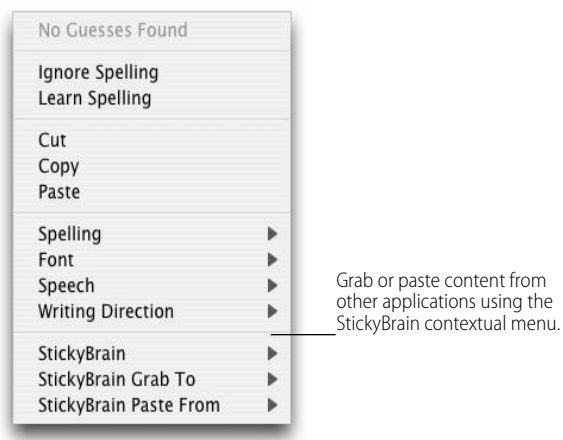 No Guesses Found
Ignore Spelling
Learn Spelling
Cut
Copy
Paste
Spelling
Font
Speech
Writing Direction
StickyBrain
StickyBrain Grab To
StickyBrain Paste From
Grab or paste content from
other applications using the
StickyBrain contextual menu.